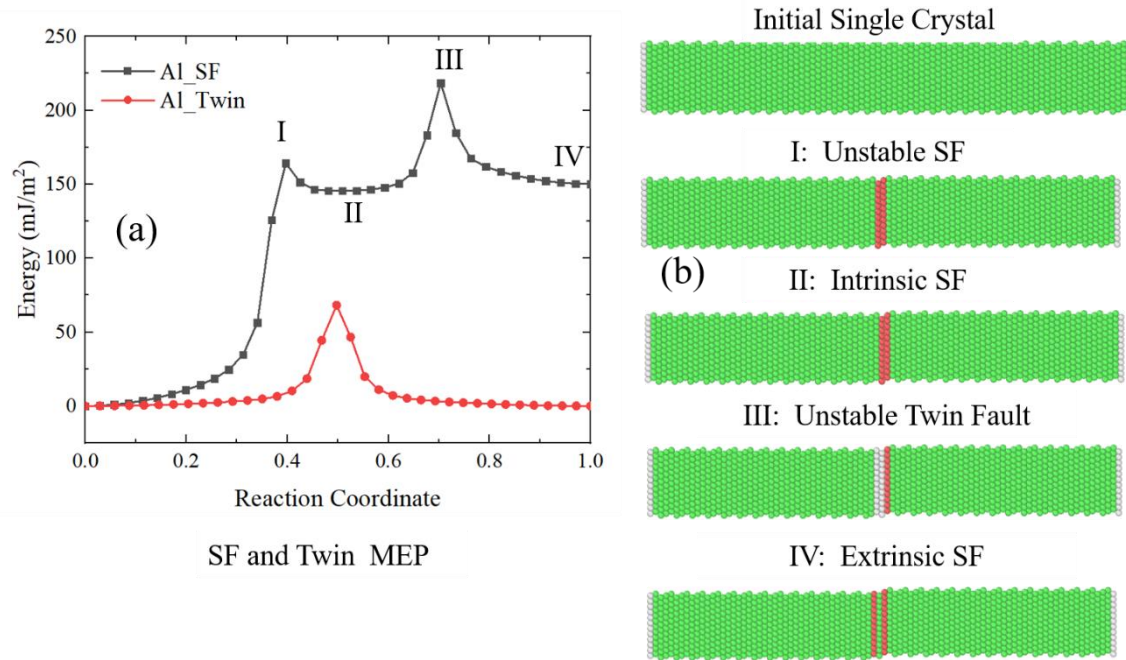 250
200
150
100
50
0
Energy (mJ/m²)
Al_SF
Al_Twin
I
II
III
IV
(a)
0.0 0.2 0.4 0.6 0.8 1.0
Reaction Coordinate
SF and Twin MEP
Initial Single Crystal
I: Unstable SF
(b)
II: Intrinsic SF
III: Unstable Twin Fault
IV: Extrinsic SF